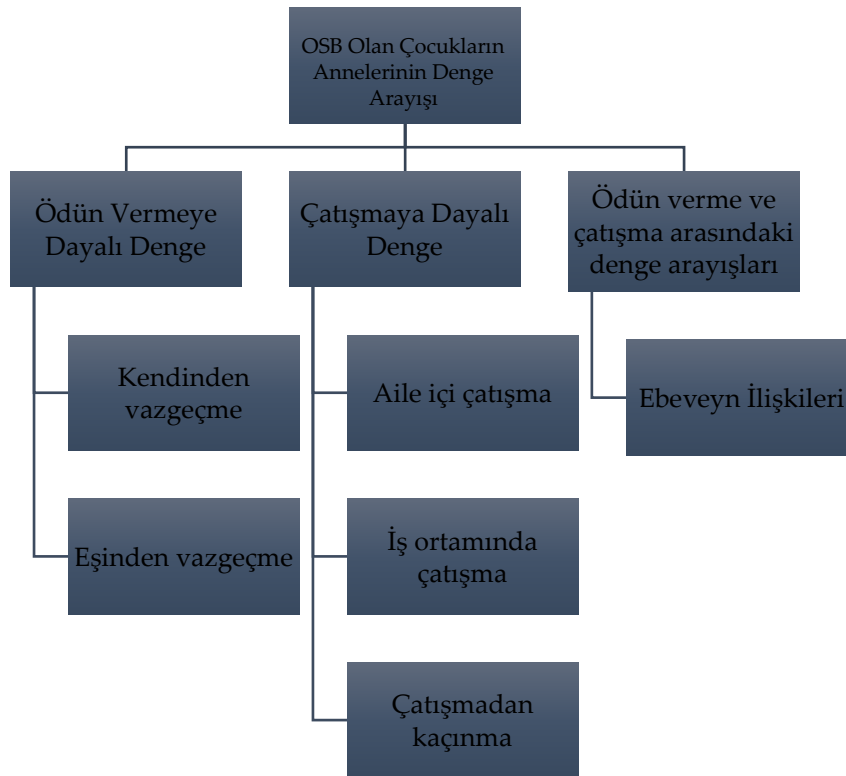 OSB Olan Çocukların
Annelerinin Denge
Arayışı
Ödün Vermeye
Dayalı Denge
Kendinden
vazgeçme
Eşinden vazgeçme
Çatışmaya Dayalı
Denge
Aile içi çatışma
İş ortamında
çatışma
Çatışmadan
kaçınma
Ödün verme ve
çatışma arasındaki
denge arayışları
Ebeveyn İlişkileri